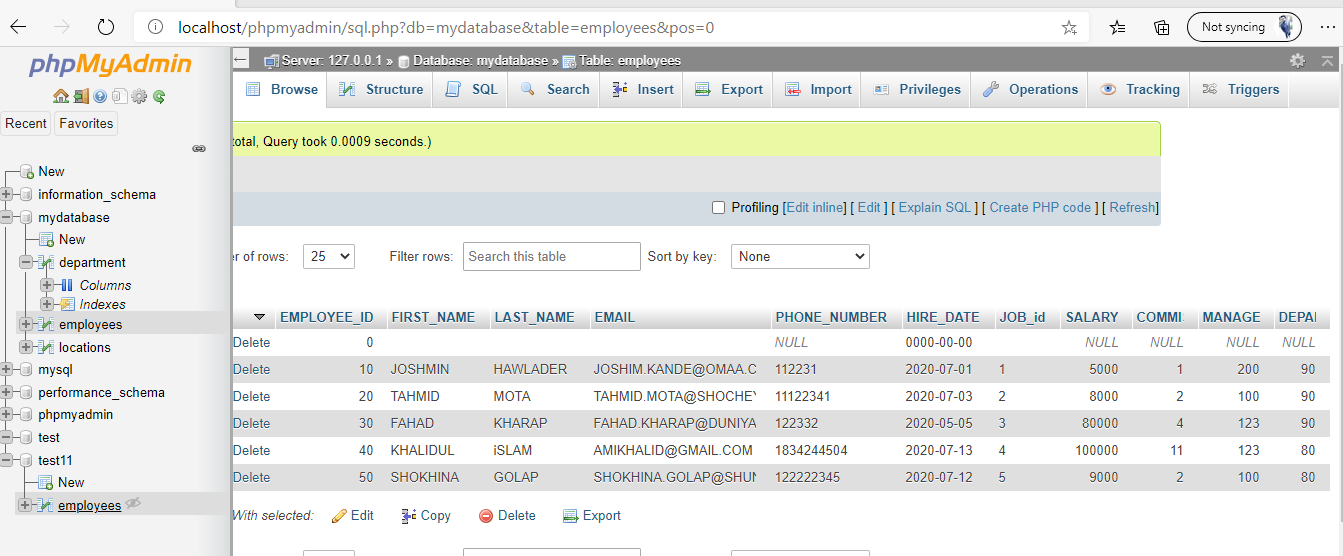 localhost/phpmyadmin/sql.php?db=mydatabase&table=employees&pos=0
Not syncing
phpMyAdmin
Recent Favorites
New
information_schema
mydatabase
New
department
Columns
Indexes
employees
locations
mysql
performance_schema
phpmyadmin
test
test11
New
employees
Server: 127.0.0.1 » Database: mydatabase » Table: employees
Browse Structure SQL Search Insert Export Import Privileges Operations Tracking Triggers
total, Query took 0.0009 seconds.)
Profiling [Edit inline] [ Edit ] [ Explain SQL ] [ Create PHP code ] [ Refresh]
er of rows: 25 Filter rows: Search this table Sort by key: None
EMPLOYEE_ID FIRST_NAME LAST_NAME EMAIL PHONE_NUMBER HIRE_DATE JOB_id SALARY COMMI MANAGE DEPAI
Delete 0 NULL 0000-00-00 NULL NULL NULL NULL
Delete 10 JOSHMIN HAWLADER JOSHIM.KANDE@OMAA.C 112231 2020-07-01 1 5000 1 200 90
Delete 20 TAHMID MOTA TAHMID.MOTA@SHOCHEY 11122341 2020-07-03 2 8000 2 100 90
Delete 30 FAHAD KHARAP FAHAD.KHARAP@DUNIYA 122332 2020-05-05 3 80000 4 123 90
Delete 40 KHALIDUL iSLAM AMIKHALID@GMAIL.COM 1834244504 2020-07-13 4 100000 11 123 80
Delete 50 SHOKHINA GOLAP SHOKHINA.GOLAP@SHUN 122222345 2020-07-12 5 9000 2 100 80
With selected: Edit Copy Delete Export